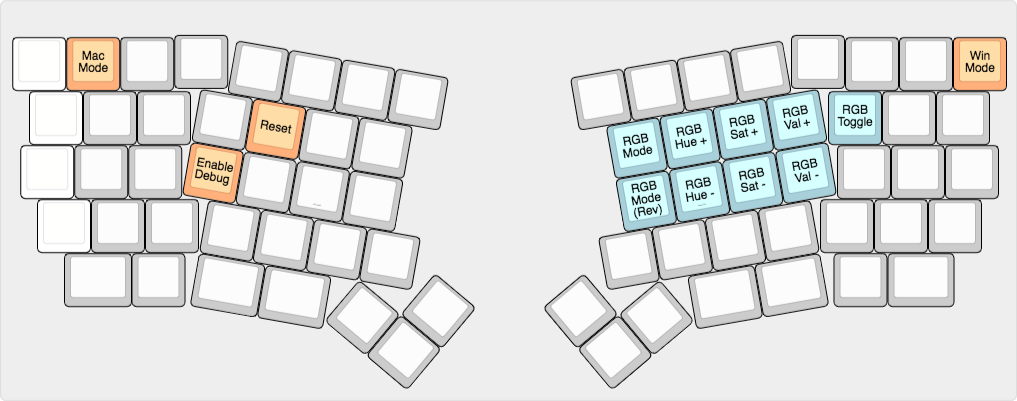 Mac
Mode
Win
Mode
Reset
RGB
Mode
RGB
Hue +
RGB
Sat +
RGB
Val +
RGB
Toggle
Enable
Debug
RGB
Mode
(Rev)
RGB
Hue -
RGB
Sat -
RGB
Val -